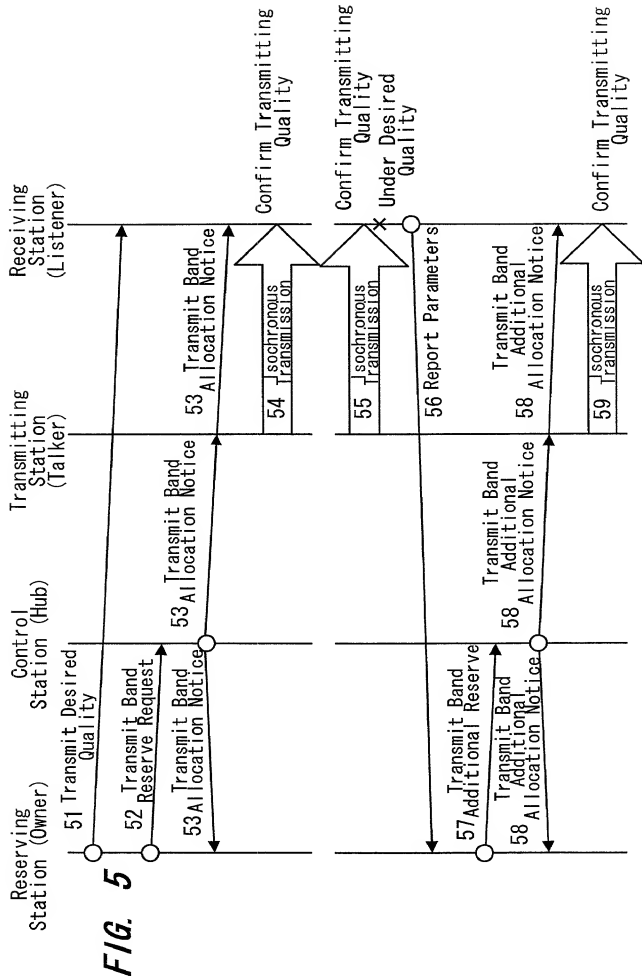 FIG. 5
Reserving
Station (Owner)
Control
Station (Hub)
Transmitting
Station
(Talker)
Receiving
Station
(Listener)
51 Transmit Desired
Quality
52 Transmit Band
Reserve Request
53 Transmit Band
Allocation Notice
53 Transmit Band
Allocation Notice
53 Transmit Band
Allocation Notice
54 Isochronous
Transmission
Confirm Transmitting
Quality
55 Isochronous
Transmission
Confirm Transmitting
Quality
Under Desired
Quality
56 Report Parameters
57 Transmit Band
Additional Reserve
58 Transmit Band
Additional
Allocation Notice
58 Transmit Band
Additional
Allocation Notice
58 Transmit Band
Additional
Allocation Notice
59 Isochronous
Transmission
Confirm Transmitting
Quality